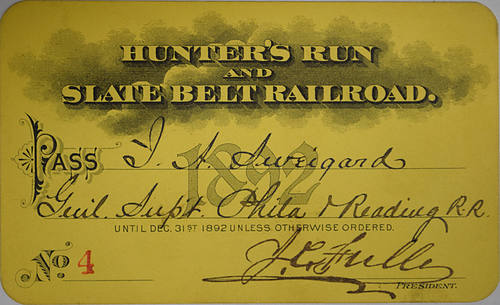 HUNTER'S RUN
AND
SLATE BELT RAILROAD.
PASS I. A. Sweigard
1892
Genl. Supt. Phila & Reading R.R.
UNTIL DEC. 31ST 1892 UNLESS OTHERWISE ORDERED.
No. 4
PRESIDENT.